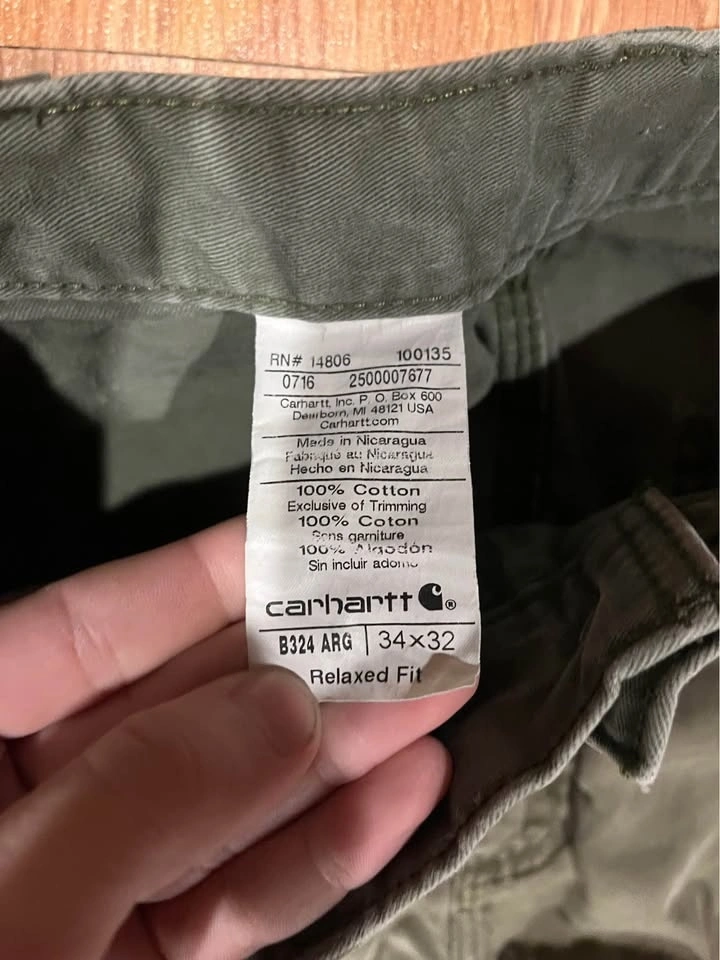 RN# 14806 100135
0716 2500007677
Carhartt, Inc. P. O. Box 600
Dearborn, MI 48121 USA
Carhartt.com
Made in Nicaragua
Fabriqué au Nicaragua
Hecho en Nicaragua
100% Cotton
Exclusive of Trimming
100% Coton
Sans garniture
100% Algodón
Sin incluir adorno
carhartt ®
B324 ARG 34x32
Relaxed Fit